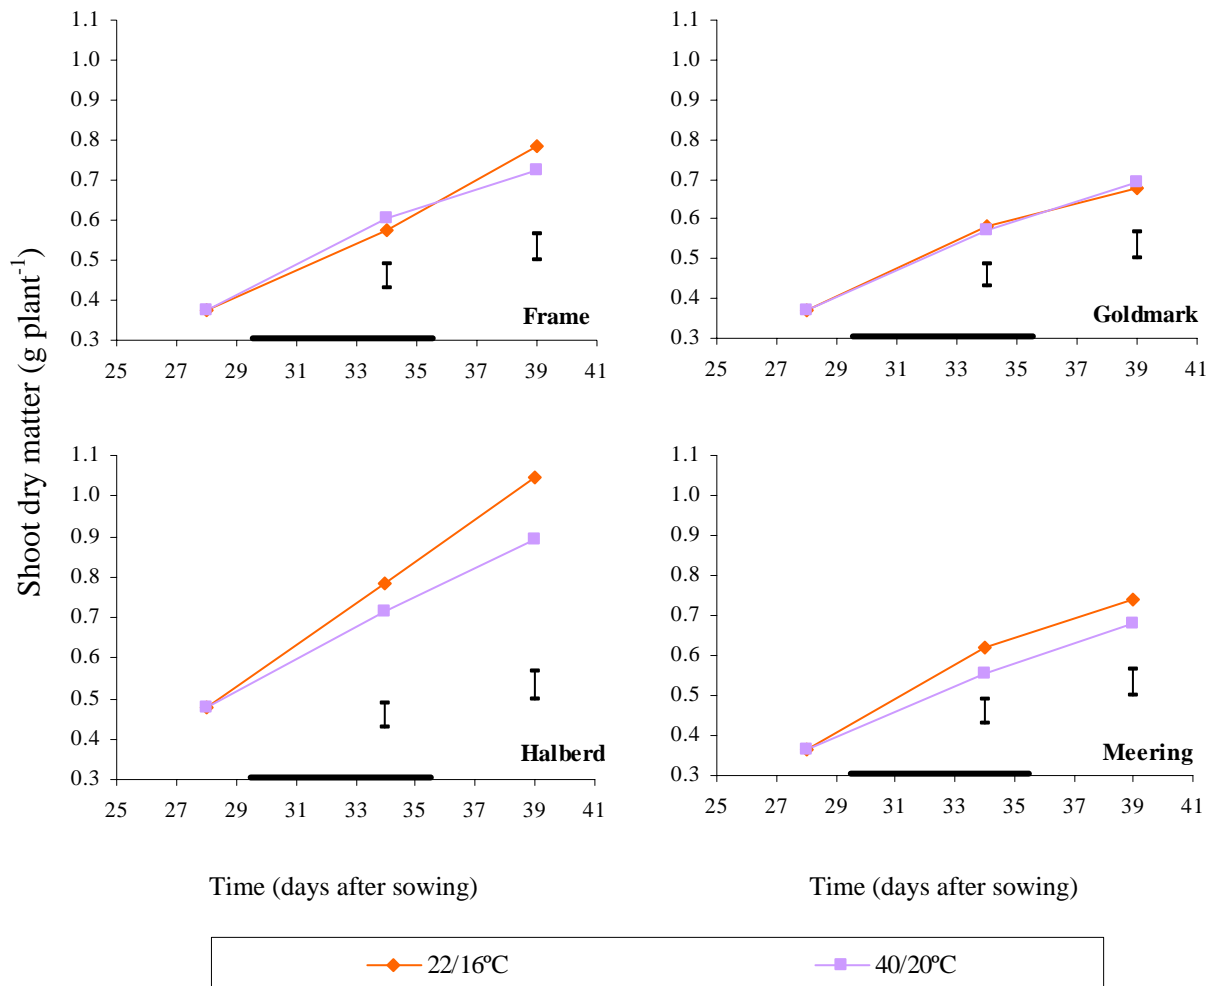 1.1
1.0
0.9
0.8
0.7
0.6
0.5
0.4
0.3
25 27 29 31 33 35 37 39 41
Frame
1.1
1.0
0.9
0.8
0.7
0.6
0.5
0.4
0.3
25 27 29 31 33 35 37 39 41
Goldmark
Shoot dry matter (g plant⁻¹)
1.1
1.0
0.9
0.8
0.7
0.6
0.5
0.4
0.3
25 27 29 31 33 35 37 39 41
Halberd
1.1
1.0
0.9
0.8
0.7
0.6
0.5
0.4
0.3
25 27 29 31 33 35 37 39 41
Meering
Time (days after sowing)
Time (days after sowing)
22/16ºC
40/20ºC